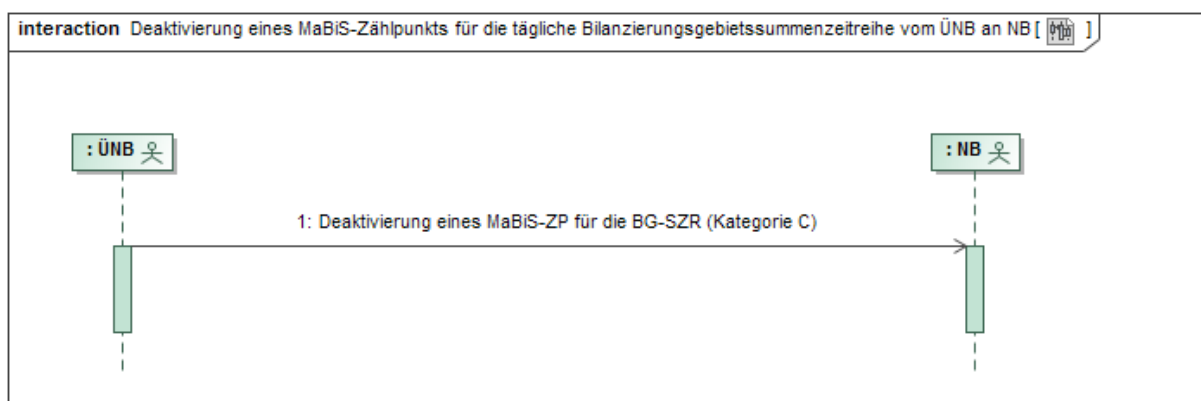 interaction Deaktivierung eines MaBiS-Zählpunkts für die tägliche Bilanzierungsgebietssummenzeitreihe vom ÜNB an NB [ ]
: ÜNB
: NB
1: Deaktivierung eines MaBiS-ZP für die BG-SZR (Kategorie C)